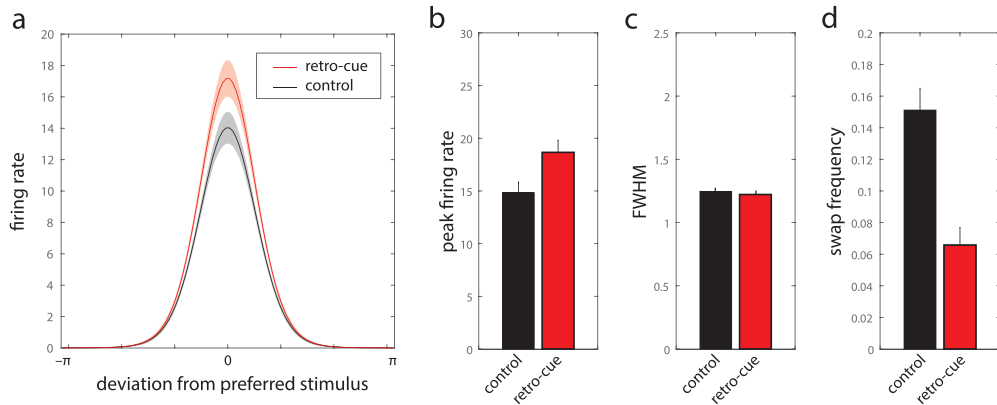 a
20
18
16
14
12
10
8
6
4
2
0
firing rate
retro-cue
control
−π
0
π
deviation from preferred stimulus
b
30
25
20
15
10
5
0
peak firing rate
control
retro-cue
c
2.5
2
1.5
1
0.5
0
FWHM
control
retro-cue
d
0.2
0.18
0.16
0.14
0.12
0.1
0.08
0.06
0.04
0.02
0
swap frequency
control
retro-cue